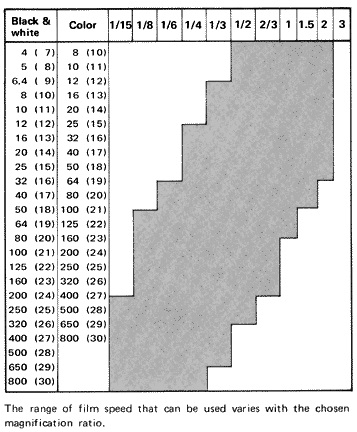 Black & white Color 1/15 1/8 1/6 1/4 1/3 1/2 2/3 1 1.5 2 3
4 ( 7) 8 (10)
5 ( 8) 10 (11)
6.4 ( 9) 12 (12)
8 (10) 16 (13)
10 (11) 20 (14)
12 (12) 25 (15)
16 (13) 32 (16)
20 (14) 40 (17)
25 (15) 50 (18)
32 (16) 64 (19)
40 (17) 80 (20)
50 (18) 100 (21)
64 (19) 125 (22)
80 (20) 160 (23)
100 (21) 200 (24)
125 (22) 250 (25)
160 (23) 320 (26)
200 (24) 400 (27)
250 (25) 500 (28)
320 (26) 650 (29)
400 (27) 800 (30)
500 (28)
650 (29)
800 (30)
The range of film speed that can be used varies with the chosen
magnification ratio.